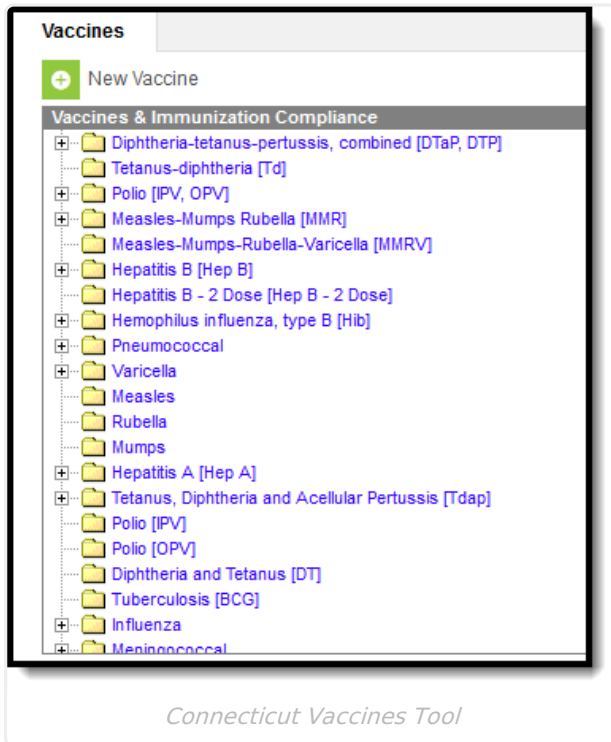 Vaccines
New Vaccine
Vaccines & Immunization Compliance
Diphtheria-tetanus-pertussis, combined [DTaP, DTP]
Tetanus-diphtheria [Td]
Polio [IPV, OPV]
Measles-Mumps Rubella [MMR]
Measles-Mumps-Rubella-Varicella [MMRV]
Hepatitis B [Hep B]
Hepatitis B - 2 Dose [Hep B - 2 Dose]
Hemophilus influenza, type B [Hib]
Pneumococcal
Varicella
Measles
Rubella
Mumps
Hepatitis A [Hep A]
Tetanus, Diphtheria and Acellular Pertussis [Tdap]
Polio [IPV]
Polio [OPV]
Diphtheria and Tetanus [DT]
Tuberculosis [BCG]
Influenza
Meningococcal
Connecticut Vaccines Tool